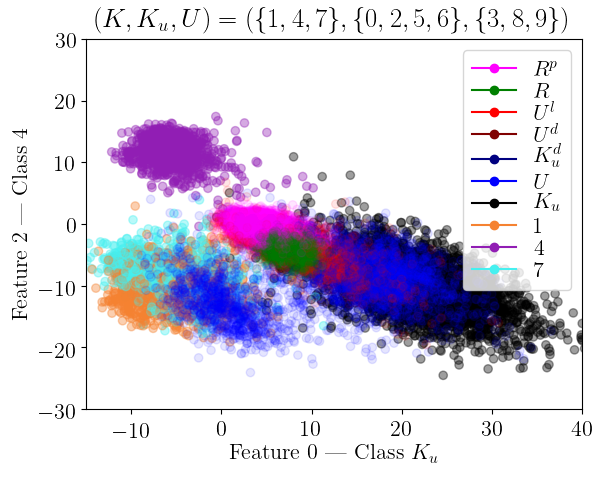 (K, K_u, U) = ({1, 4, 7}, {0, 2, 5, 6}, {3, 8, 9})
30
20
10
0
−10
−20
−30
Feature 2 — Class 4
R^p
R
U^l
U^d
K_u^d
U
K_u
1
4
7
−10
0
10
20
30
40
Feature 0 — Class K_u